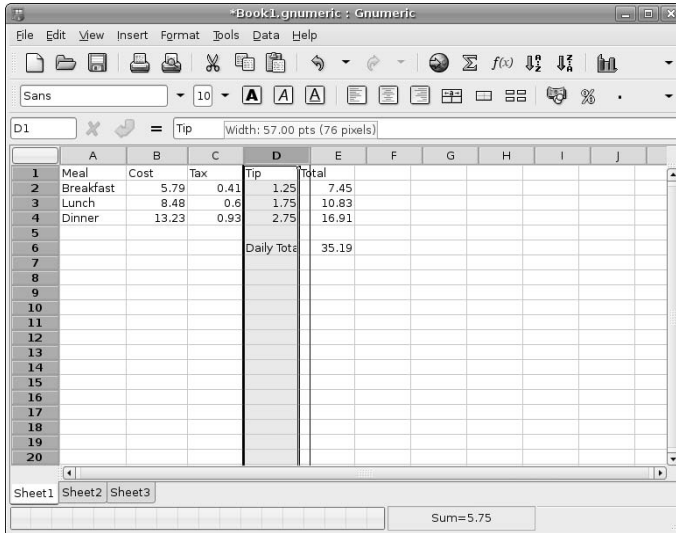 *Book1.gnumeric : Gnumeric
File Edit View Insert Format Tools Data Help
f(x)
Sans 10 A A A %
D1 = Tip Width: 57.00 pts (76 pixels)
A B C D E F G H I J
1 Meal Cost Tax Tip Total
2 Breakfast 5.79 0.41 1.25 7.45
3 Lunch 8.48 0.6 1.75 10.83
4 Dinner 13.23 0.93 2.75 16.91
5
6 Daily Tota 35.19
7
8
9
10
11
12
13
14
15
16
17
18
19
20
Sheet1 Sheet2 Sheet3
Sum=5.75